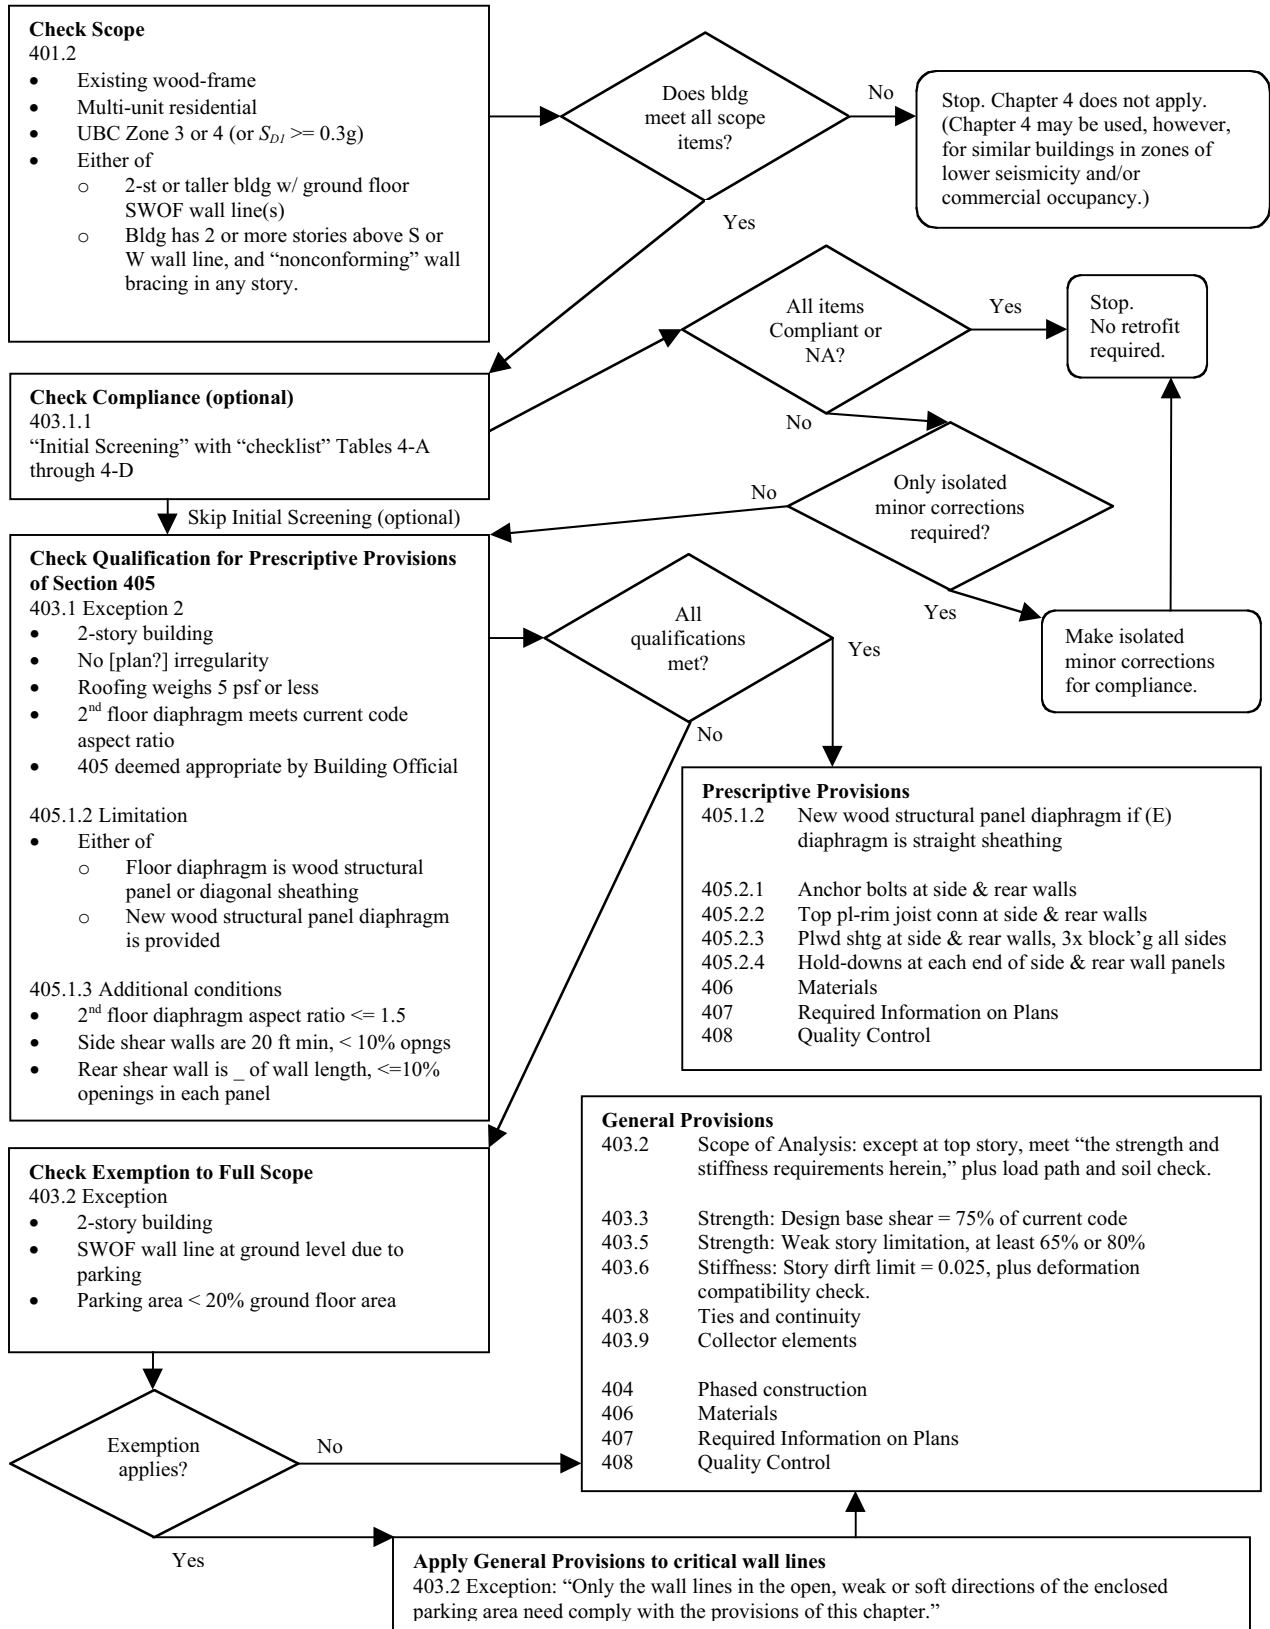 Check Scope
401.2
• Existing wood-frame
• Multi-unit residential
• UBC Zone 3 or 4 (or S_D1 >= 0.3g)
• Either of
o 2-st or taller bldg w/ ground floor
SWOF wall line(s)
o Bldg has 2 or more stories above S or
W wall line, and “nonconforming” wall
bracing in any story.
Does bldg
meet all scope
items?
No
Stop. Chapter 4 does not apply.
(Chapter 4 may be used, however,
for similar buildings in zones of
lower seismicity and/or
commercial occupancy.)
Yes
Check Compliance (optional)
403.1.1
“Initial Screening” with “checklist” Tables 4-A
through 4-D
All items
Compliant or
NA?
Yes
Stop.
No retrofit
required.
No
Only isolated
minor corrections
required?
No
Yes
Make isolated
minor corrections
for compliance.
Skip Initial Screening (optional)
Check Qualification for Prescriptive Provisions
of Section 405
403.1 Exception 2
• 2-story building
• No [plan?] irregularity
• Roofing weighs 5 psf or less
• 2nd floor diaphragm meets current code
aspect ratio
• 405 deemed appropriate by Building Official
405.1.2 Limitation
• Either of
o Floor diaphragm is wood structural
panel or diagonal sheathing
o New wood structural panel diaphragm
is provided
405.1.3 Additional conditions
• 2nd floor diaphragm aspect ratio <= 1.5
• Side shear walls are 20 ft min, < 10% opngs
• Rear shear wall is _ of wall length, <=10%
openings in each panel
All
qualifications
met?
Yes
No
Prescriptive Provisions
405.1.2 New wood structural panel diaphragm if (E)
diaphragm is straight sheathing
405.2.1 Anchor bolts at side & rear walls
405.2.2 Top pl-rim joist conn at side & rear walls
405.2.3 Plwd shtg at side & rear walls, 3x block’g all sides
405.2.4 Hold-downs at each end of side & rear wall panels
406 Materials
407 Required Information on Plans
408 Quality Control
Check Exemption to Full Scope
403.2 Exception
• 2-story building
• SWOF wall line at ground level due to
parking
• Parking area < 20% ground floor area
Exemption
applies?
No
Yes
General Provisions
403.2 Scope of Analysis: except at top story, meet “the strength and
stiffness requirements herein,” plus load path and soil check.
403.3 Strength: Design base shear = 75% of current code
403.5 Strength: Weak story limitation, at least 65% or 80%
403.6 Stiffness: Story dirft limit = 0.025, plus deformation
compatibility check.
403.8 Ties and continuity
403.9 Collector elements
404 Phased construction
406 Materials
407 Required Information on Plans
408 Quality Control
Apply General Provisions to critical wall lines
403.2 Exception: “Only the wall lines in the open, weak or soft directions of the enclosed
parking area need comply with the provisions of this chapter.”